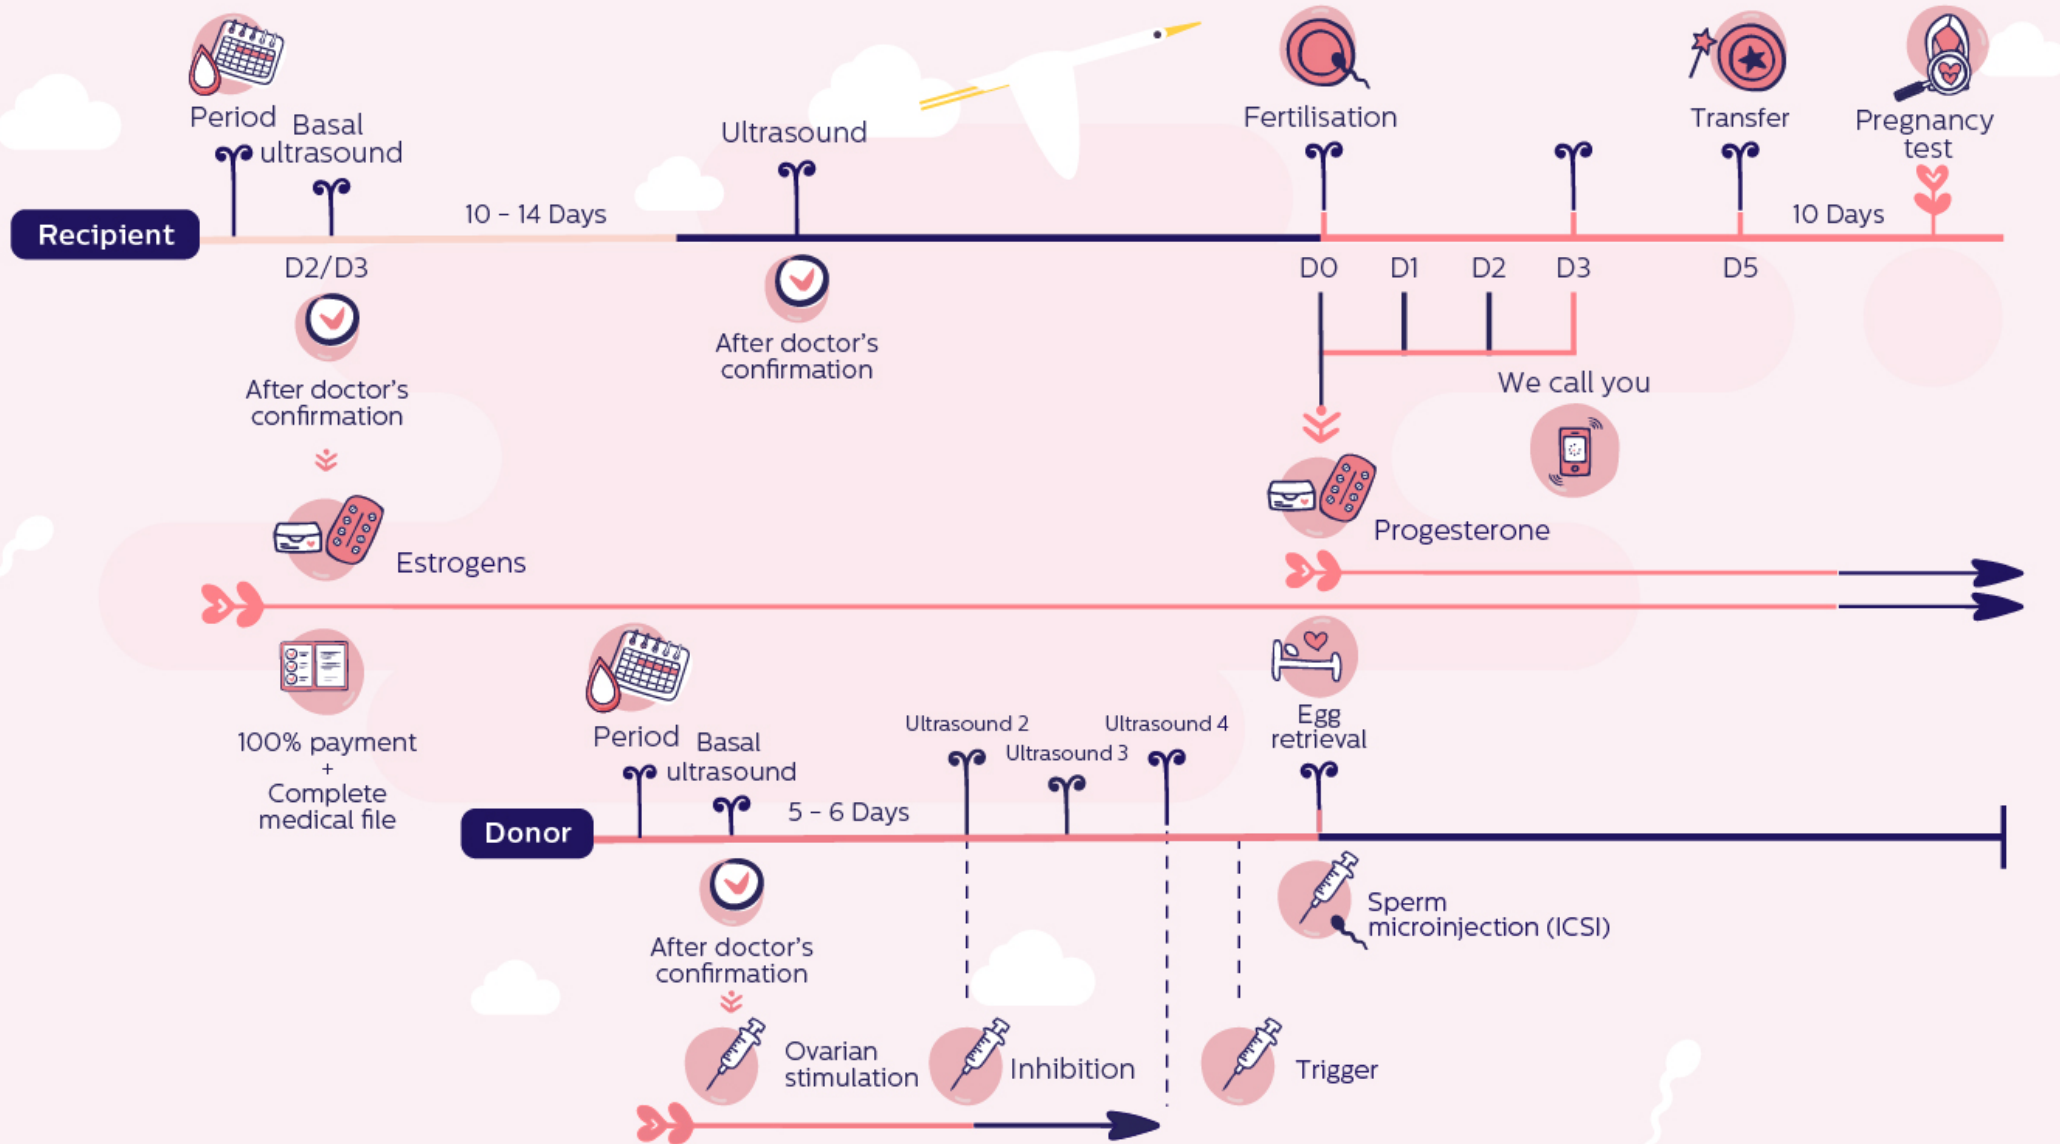 Period
Basal
ultrasound
Ultrasound
Fertilisation
Transfer
Pregnancy
test
Recipient
10 - 14 Days
10 Days
D2/D3
D0
D1
D2
D3
D5
After doctor's
confirmation
After doctor's
confirmation
We call you
Estrogens
Progesterone
100% payment
+
Complete
medical file
Period
Basal
ultrasound
Ultrasound 2
Ultrasound 3
Ultrasound 4
Egg
retrieval
Donor
5 - 6 Days
After doctor's
confirmation
Sperm
microinjection (ICSI)
Ovarian
stimulation
Inhibition
Trigger